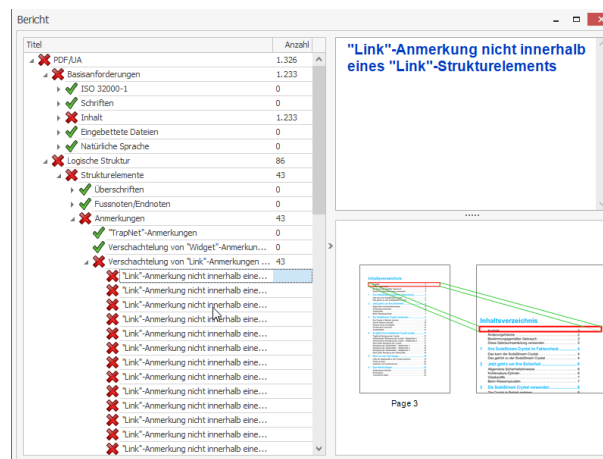 Bericht
Titel Anzahl
PDF/UA 1.326
Basisanforderungen 1.233
ISO 32000-1 0
Schriften 0
Inhalt 1.233
Eingebettete Dateien 0
Natürliche Sprache 0
Logische Struktur 86
Strukturelemente 43
Überschriften 0
Fussnoten/Endnoten 0
Anmerkungen 43
"TrapNet"-Anmerkungen 0
Verschachtelung von "Widget"-Anmerkun... 0
Verschachtelung von "Link"-Anmerkungen ... 43
"Link"-Anmerkung nicht innerhalb eine...
"Link"-Anmerkung nicht innerhalb eine...
"Link"-Anmerkung nicht innerhalb eine...
"Link"-Anmerkung nicht innerhalb eine...
"Link"-Anmerkung nicht innerhalb eine...
"Link"-Anmerkung nicht innerhalb eine...
"Link"-Anmerkung nicht innerhalb eine...
"Link"-Anmerkung nicht innerhalb eine...
"Link"-Anmerkung nicht innerhalb eine...
"Link"-Anmerkung nicht innerhalb eine...
"Link"-Anmerkung nicht innerhalb eine...
"Link"-Anmerkung nicht innerhalb eine...
"Link"-Anmerkung nicht innerhalb eine...
"Link"-Anmerkung nicht innerhalb
eines "Link"-Strukturelements
Inhaltsverzeichnis
Inhaltsverzeichnis
Page 3